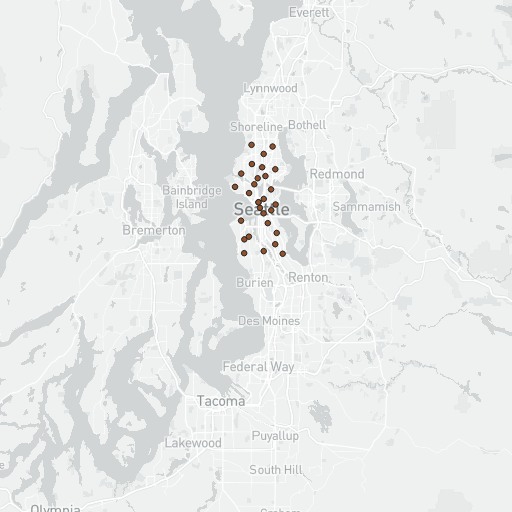 Everett
Lynnwood
Shoreline
Bothell
Redmond
Bainbridge
Island
Sammamish
Seattle
Bremerton
Renton
Burien
Des Moines
Federal Way
Tacoma
Puyallup
Lakewood
South Hill
Olympia